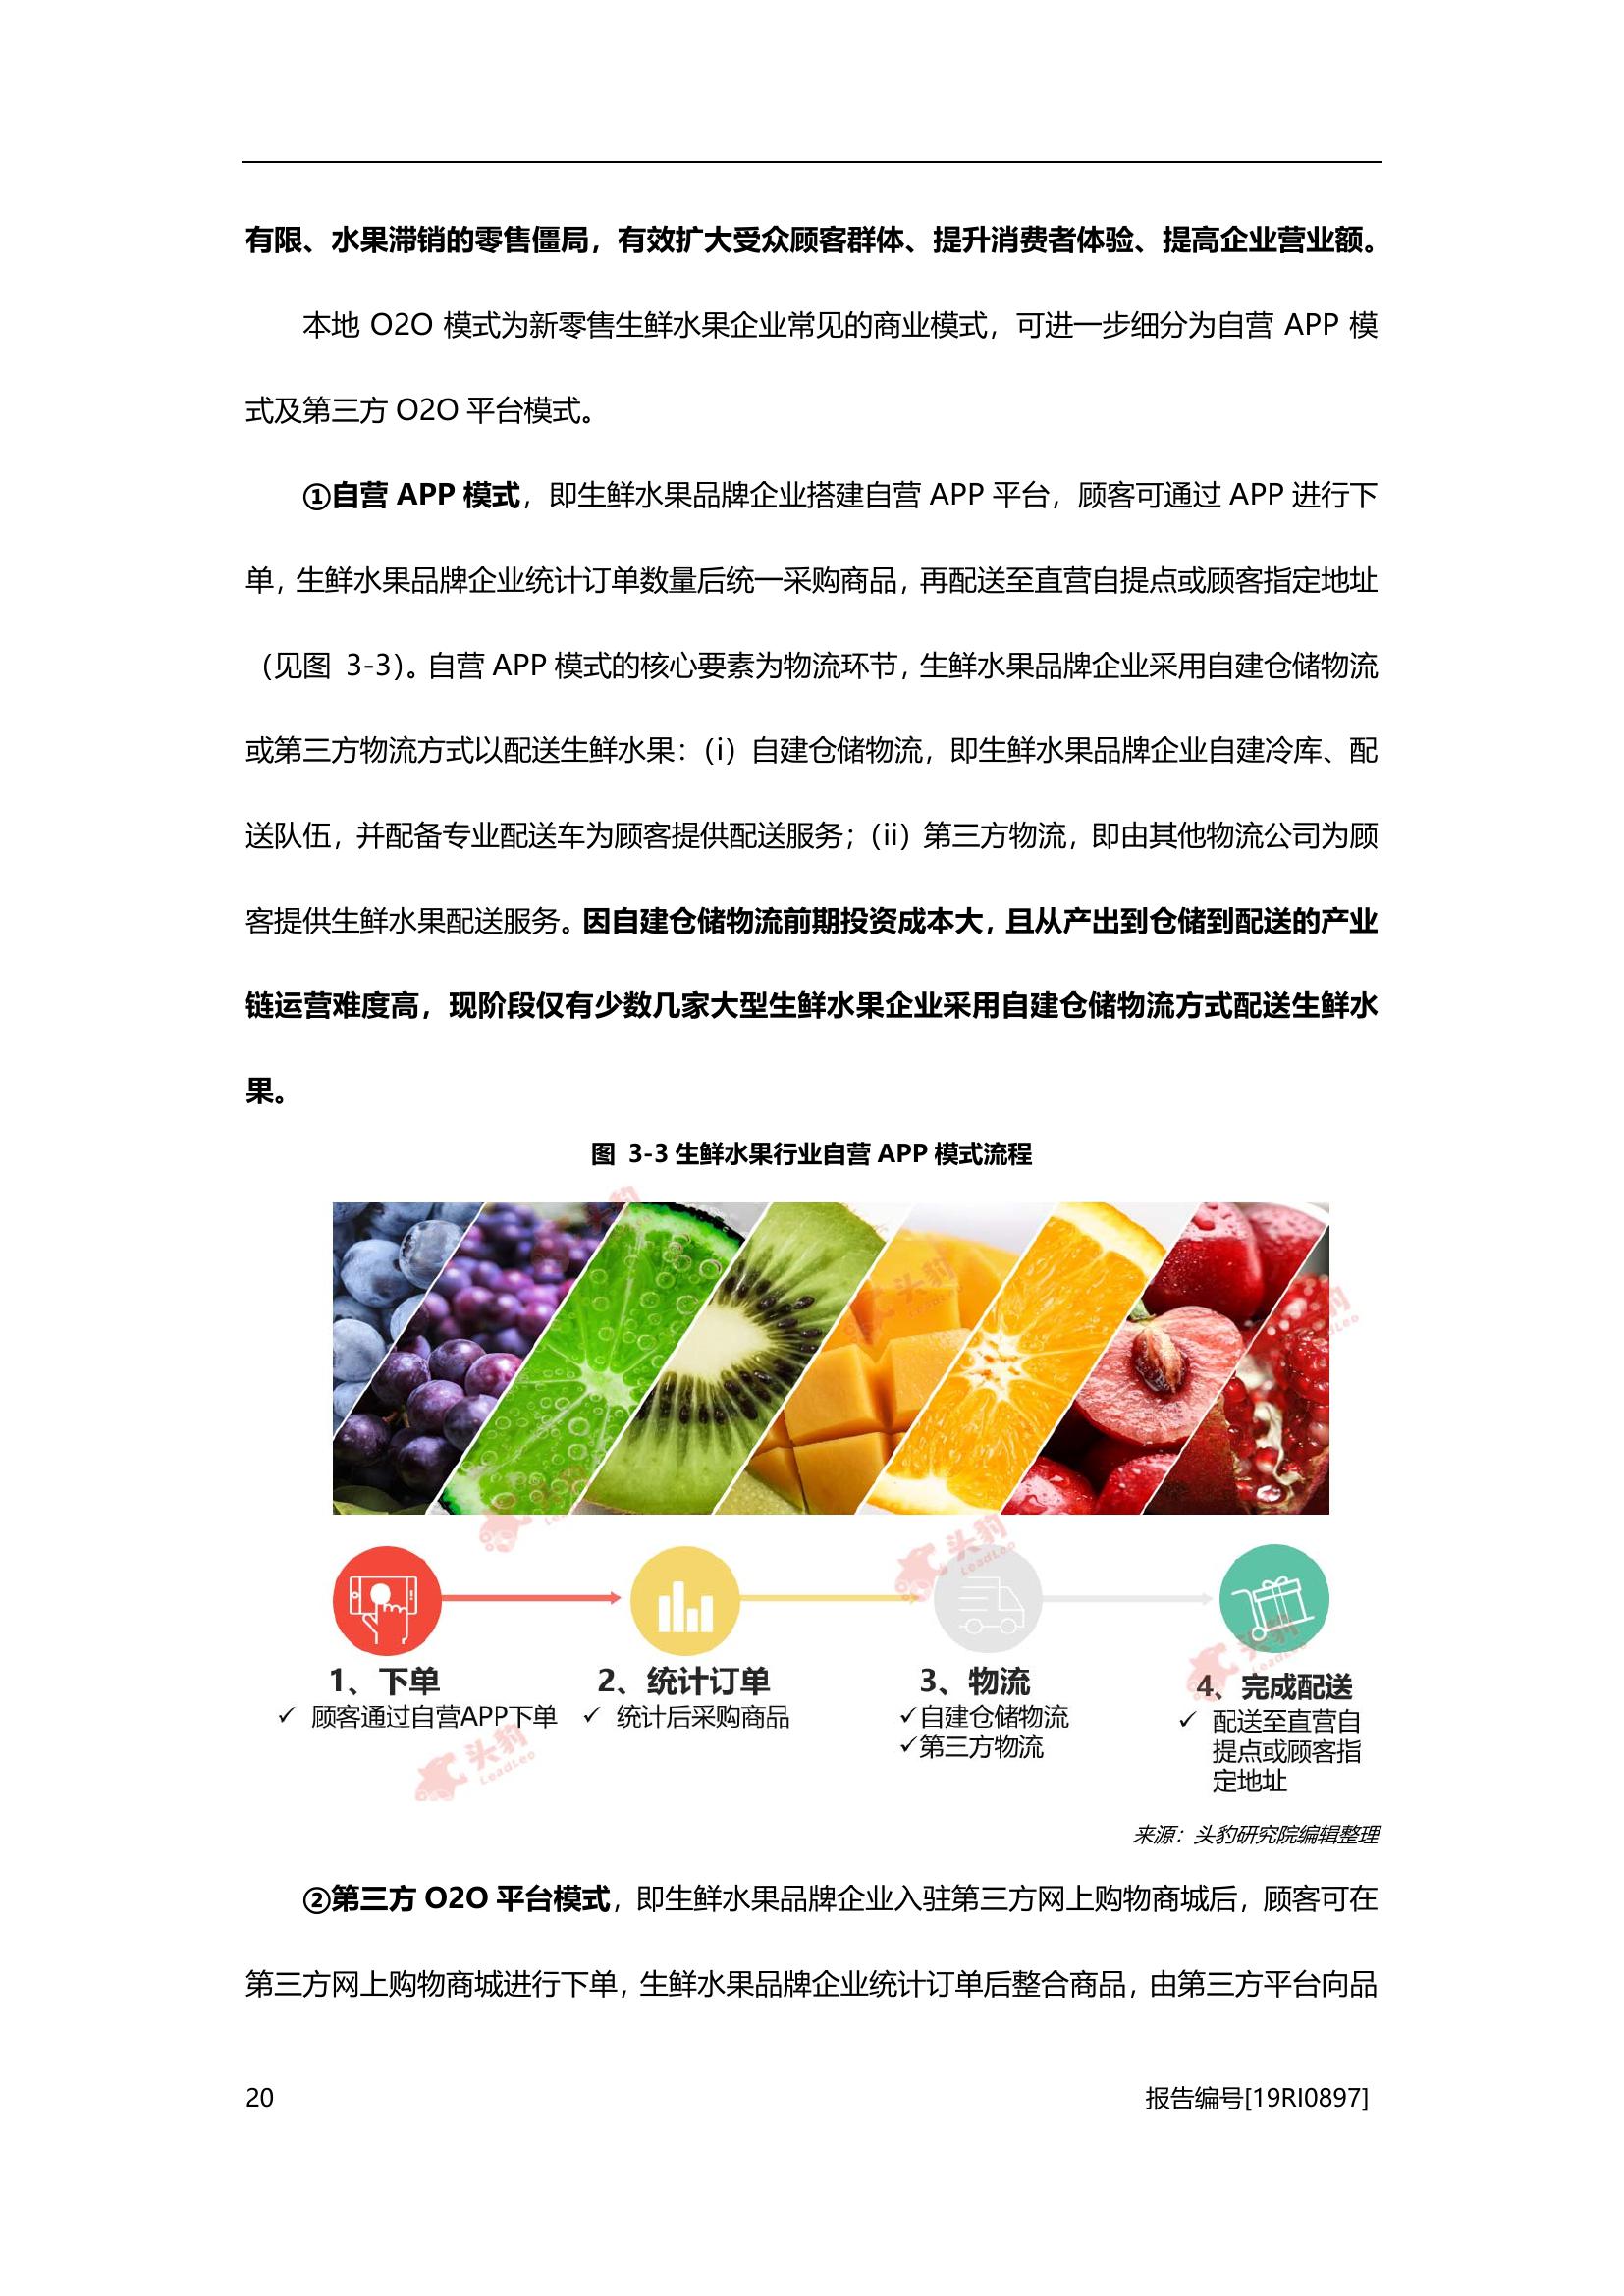 有限、水果滞销的零售僵局，有效扩大受众顾客群体、提升消费者体验、提高企业营业额。
本地 O2O 模式为新零售生鲜水果企业常见的商业模式，可进一步细分为自营 APP 模
式及第三方 O2O 平台模式。
①自营 APP 模式，即生鲜水果品牌企业搭建自营 APP 平台，顾客可通过 APP 进行下
单，生鲜水果品牌企业统计订单数量后统一采购商品，再配送至直营自提点或顾客指定地址
（见图 3-3）。自营 APP 模式的核心要素为物流环节，生鲜水果品牌企业采用自建仓储物流
或第三方物流方式以配送生鲜水果：（i）自建仓储物流，即生鲜水果品牌企业自建冷库、配
送队伍，并配备专业配送车为顾客提供配送服务；（ii）第三方物流，即由其他物流公司为顾
客提供生鲜水果配送服务。因自建仓储物流前期投资成本大，且从产出到仓储到配送的产业
链运营难度高，现阶段仅有少数几家大型生鲜水果企业采用自建仓储物流方式配送生鲜水
果。
图 3-3 生鲜水果行业自营 APP 模式流程
1、下单
✓ 顾客通过自营APP下单
2、统计订单
✓ 统计后采购商品
3、物流
✓自建仓储物流
✓第三方物流
4、完成配送
✓ 配送至直营自
提点或顾客指
定地址
头豹
LeadLeo
来源：头豹研究院编辑整理
②第三方 O2O 平台模式，即生鲜水果品牌企业入驻第三方网上购物商城后，顾客可在
第三方网上购物商城进行下单，生鲜水果品牌企业统计订单后整合商品，由第三方平台向品
20
报告编号[19RI0897]